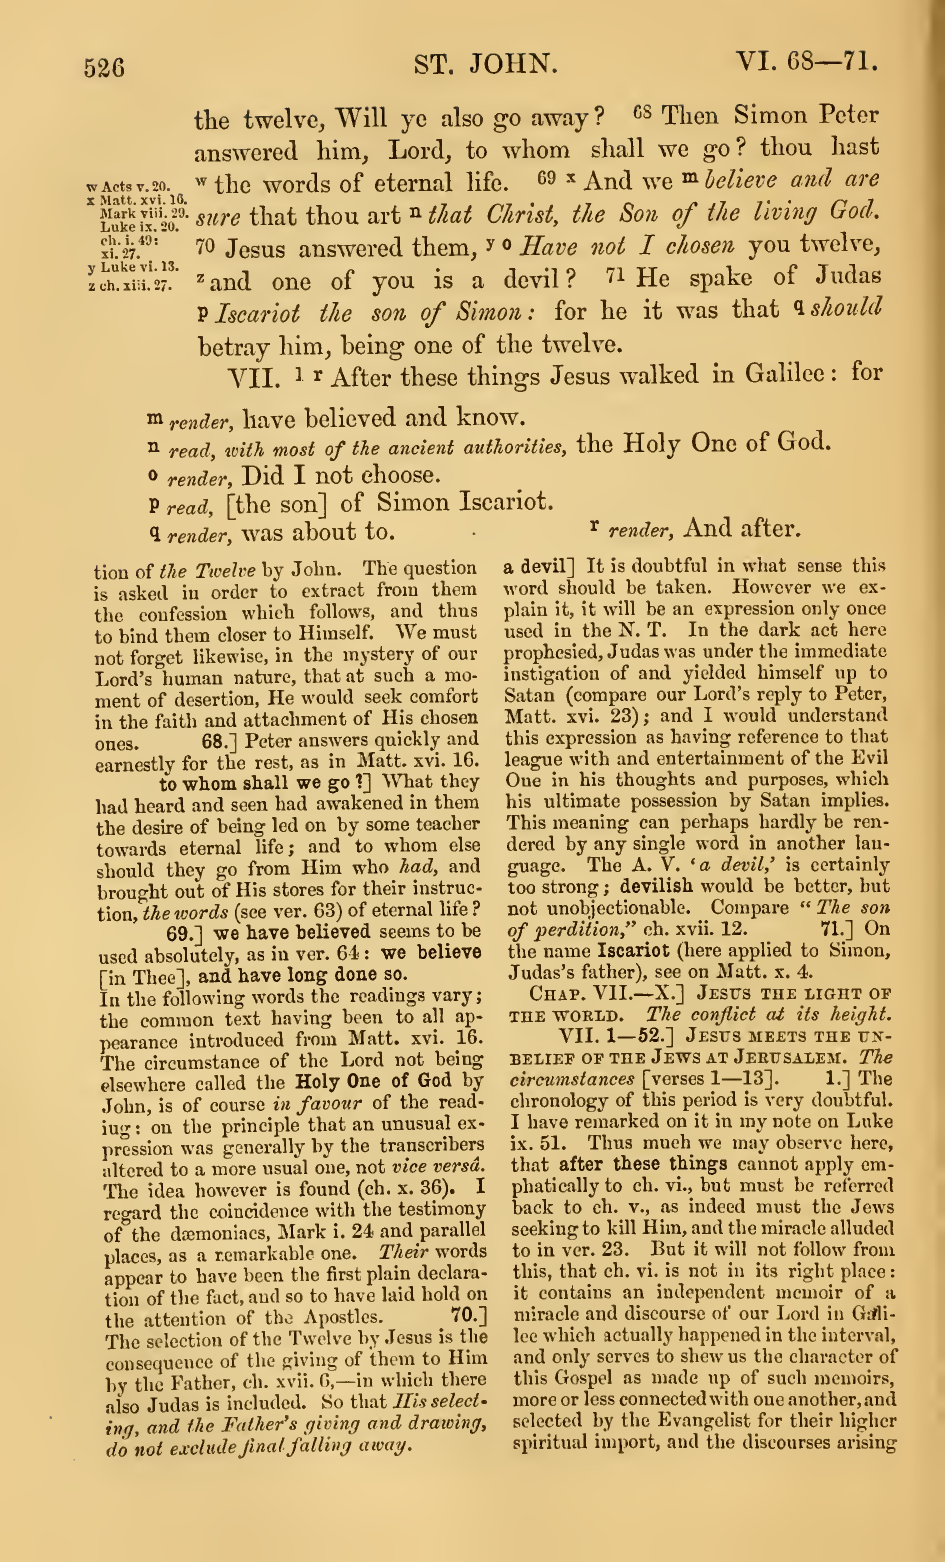 526 ST. JOHN. VI. 68—71.
the twelve, Will ye also go away? 68 Then Simon Peter
answered him, Lord, to whom shall we go? thou hast
w the words of eternal life. 69 x And we m believe and are
sure that thou art n that Christ, the Son of the living God.
70 Jesus answered them, y o Have not I chosen you twelve,
z and one of you is a devil? 71 He spake of Judas
p Iscariot the son of Simon: for he it was that q should
betray him, being one of the twelve.
VII. 1 r After these things Jesus walked in Galilee: for
w Acts v. 20.
x Matt. xvi. 16.
Mark viii. 29.
Luke ix. 20.
ch. i. 49:
xi. 27.
y Luke vi. 13.
z ch. xiii. 27.
m render, have believed and know.
n read, with most of the ancient authorities, the Holy One of God.
o render, Did I not choose.
p read, [the son] of Simon Iscariot.
q render, was about to. r render, And after.
tion of the Twelve by John. The question
is asked in order to extract from them
the confession which follows, and thus
to bind them closer to Himself. We must
not forget likewise, in the mystery of our
Lord's human nature, that at such a mo-
ment of desertion, He would seek comfort
in the faith and attachment of His chosen
ones. 68.] Peter answers quickly and
earnestly for the rest, as in Matt. xvi. 16.
to whom shall we go?] What they
had heard and seen had awakened in them
the desire of being led on by some teacher
towards eternal life; and to whom else
should they go from Him who had, and
brought out of His stores for their instruc-
tion, the words (see ver. 63) of eternal life?
69.] we have believed seems to be
used absolutely, as in ver. 64: we believe
[in Thee], and have long done so.
In the following words the readings vary;
the common text having been to all ap-
pearance introduced from Matt. xvi. 16.
The circumstance of the Lord not being
elsewhere called the Holy One of God by
John, is of course in favour of the read-
ing: on the principle that an unusual ex-
pression was generally by the transcribers
altered to a more usual one, not vice versâ.
The idea however is found (ch. x. 36). I
regard the coincidence with the testimony
of the dæmoniacs, Mark i. 24 and parallel
places, as a remarkable one. Their words
appear to have been the first plain declara-
tion of the fact, and so to have laid hold on
the attention of the Apostles. 70.]
The selection of the Twelve by Jesus is the
consequence of the giving of them to Him
by the Father, ch. xvii. 6,—in which there
also Judas is included. So that His select-
ing, and the Father's giving and drawing,
do not exclude final falling away.
a devil] It is doubtful in what sense this
word should be taken. However we ex-
plain it, it will be an expression only once
used in the N. T. In the dark act here
prophesied, Judas was under the immediate
instigation of and yielded himself up to
Satan (compare our Lord's reply to Peter,
Matt. xvi. 23); and I would understand
this expression as having reference to that
league with and entertainment of the Evil
One in his thoughts and purposes, which
his ultimate possession by Satan implies.
This meaning can perhaps hardly be ren-
dered by any single word in another lan-
guage. The A. V. 'a devil,' is certainly
too strong; devilish would be better, but
not unobjectionable. Compare "The son
of perdition," ch. xvii. 12. 71.] On
the name Iscariot (here applied to Simon,
Judas's father), see on Matt. x. 4.
CHAP. VII.—X.] JESUS THE LIGHT OF
THE WORLD. The conflict at its height.
VII. 1—52.] JESUS MEETS THE UN-
BELIEF OF THE JEWS AT JERUSALEM. The
circumstances [verses 1—13]. 1.] The
chronology of this period is very doubtful.
I have remarked on it in my note on Luke
ix. 51. Thus much we may observe here,
that after these things cannot apply em-
phatically to ch. vi., but must be referred
back to ch. v., as indeed must the Jews
seeking to kill Him, and the miracle alluded
to in ver. 23. But it will not follow from
this, that ch. vi. is not in its right place:
it contains an independent memoir of a
miracle and discourse of our Lord in Gali-
lee which actually happened in the interval,
and only serves to shew us the character of
this Gospel as made up of such memoirs,
more or less connected with one another, and
selected by the Evangelist for their higher
spiritual import, and the discourses arising